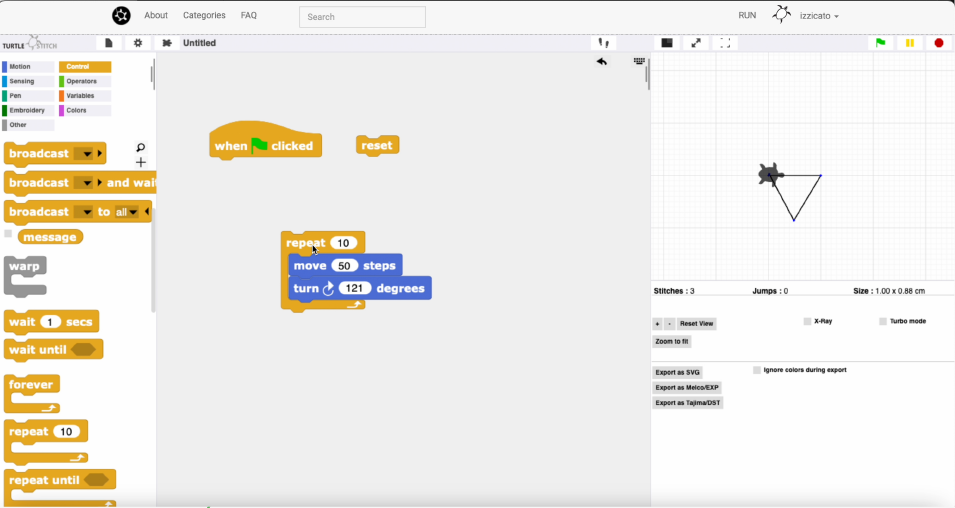 About Categories FAQ Search RUN izzicato
TURTLE STITCH Untitled
Motion Control
Sensing Operators
Pen Variables
Embroidery Colors
Other
broadcast
broadcast and wait
broadcast to all
message
warp
wait 1 secs
wait until
forever
repeat 10
repeat until
when clicked
reset
repeat 10
move 50 steps
turn 121 degrees
Stitches : 3 Jumps : 0 Size : 1.00 x 0.88 cm
+ - Reset View X-Ray Turbo mode
Zoom to fit
Export as SVG Ignore colors during export
Export as Melco/EXP
Export as Tajima/DST